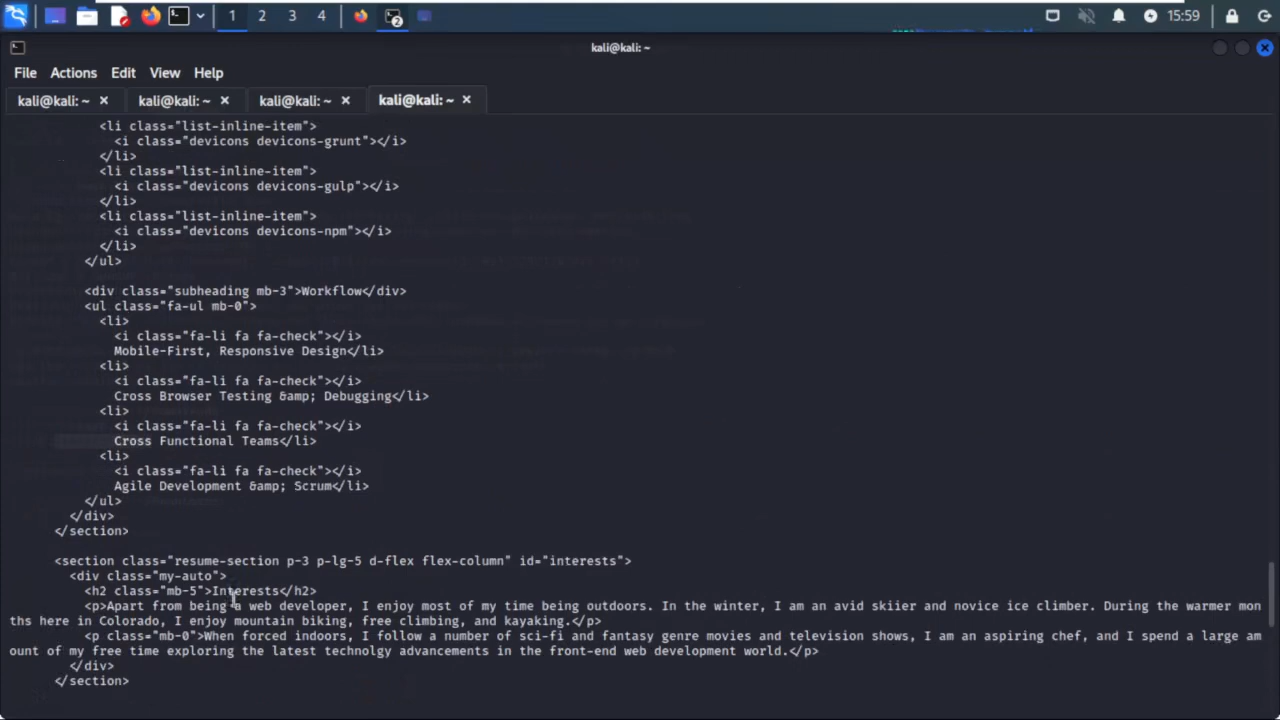 1 2 3 4
2
15:59
kali@kali: ~
File Actions Edit View Help
kali@kali: ~ × kali@kali: ~ × kali@kali: ~ × kali@kali: ~ ×
<li class="list-inline-item">
<i class="devicons devicons-grunt"></i>
</li>
<li class="list-inline-item">
<i class="devicons devicons-gulp"></i>
</li>
<li class="list-inline-item">
<i class="devicons devicons-npm"></i>
</li>
</ul>
<div class="subheading mb-3">Workflow</div>
<ul class="fa-ul mb-0">
<li>
<i class="fa-li fa fa-check"></i>
Mobile-First, Responsive Design</li>
<li>
<i class="fa-li fa fa-check"></i>
Cross Browser Testing &amp; Debugging</li>
<li>
<i class="fa-li fa fa-check"></i>
Cross Functional Teams</li>
<li>
<i class="fa-li fa fa-check"></i>
Agile Development &amp; Scrum</li>
</ul>
</div>
</section>
<section class="resume-section p-3 p-lg-5 d-flex flex-column" id="interests">
<div class="my-auto">
<h2 class="mb-5">Interests</h2>
<p>Apart from being a web developer, I enjoy most of my time being outdoors. In the winter, I am an avid skiier and novice ice climber. During the warmer mon
ths here in Colorado, I enjoy mountain biking, free climbing, and kayaking.</p>
<p class="mb-0">When forced indoors, I follow a number of sci-fi and fantasy genre movies and television shows, I am an aspiring chef, and I spend a large am
ount of my free time exploring the latest technolgy advancements in the front-end web development world.</p>
</div>
</section>